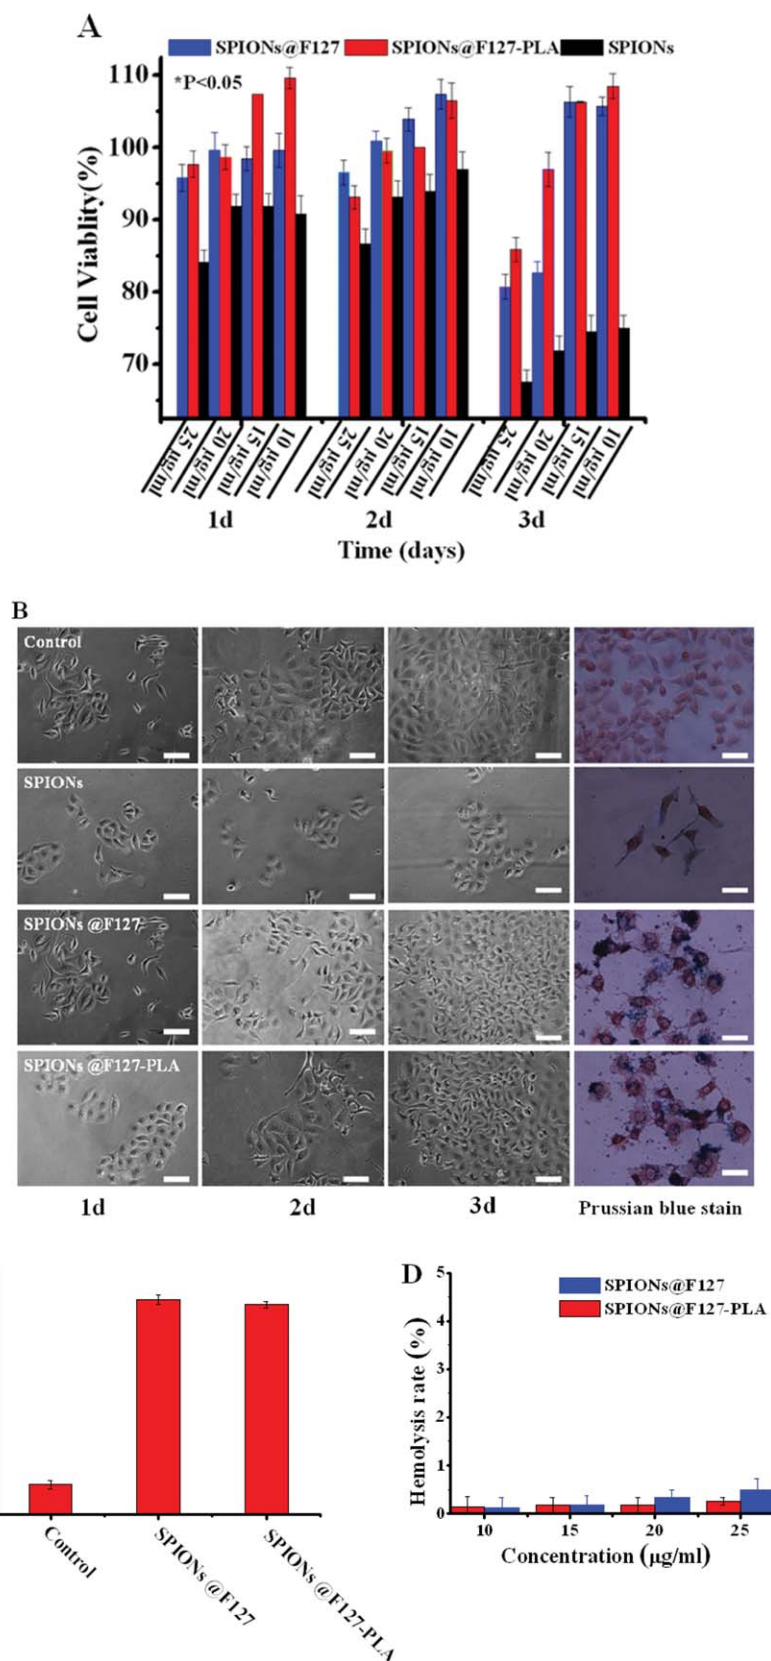 A
SPIONs@F127 SPIONs@F127-PLA SPIONs
*P<0.05
110
100
90
80
70
Cell Viablity(%)
25 µg/ml 20 µg/ml 15 µg/ml 10 µg/ml 25 µg/ml 20 µg/ml 15 µg/ml 10 µg/ml 25 µg/ml 20 µg/ml 15 µg/ml 10 µg/ml
1d 2d 3d
Time (days)
B
Control
SPIONs
SPIONs @F127
SPIONs @F127-PLA
1d 2d 3d Prussian blue stain
Control
SPIONs @F127
SPIONs @F127-PLA
D
SPIONs@F127
SPIONs@F127-PLA
5
4
3
2
1
0
Hemolysis rate (%)
10 15 20 25
Concentration (µg/ml)